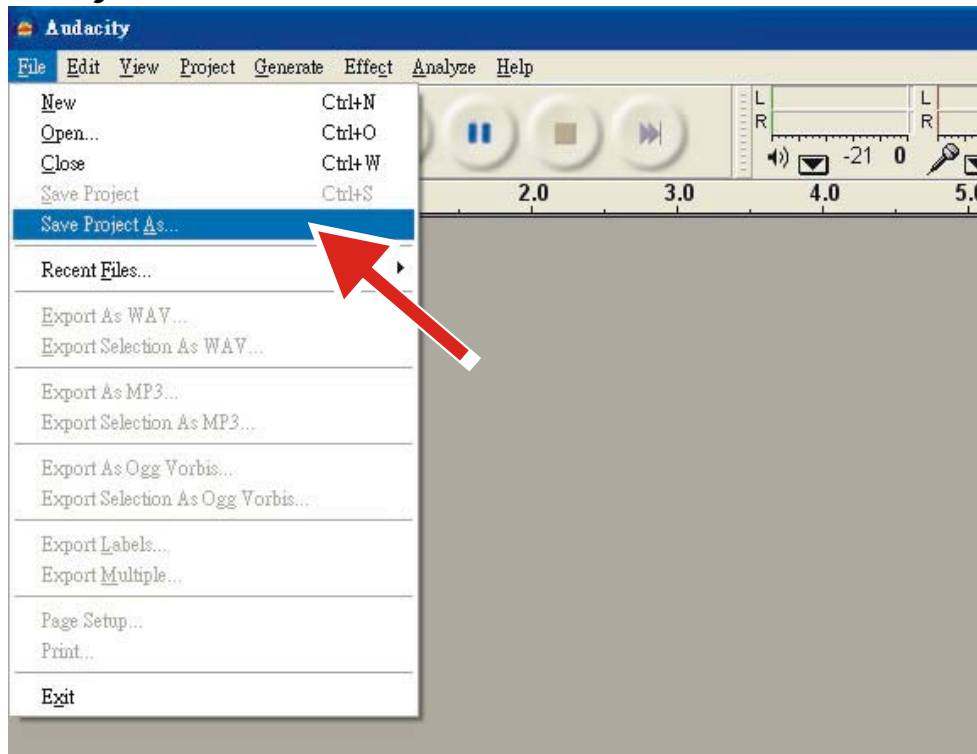 Audacity
File Edit View Project Generate Effect Analyze Help
New Ctrl+N
Open... Ctrl+O
Close Ctrl+W
Save Project Ctrl+S
Save Project As...
Recent Files...
Export As WAV...
Export Selection As WAV...
Export As MP3...
Export Selection As MP3...
Export As Ogg Vorbis...
Export Selection As Ogg Vorbis...
Export Labels...
Export Multiple...
Page Setup...
Print...
Exit
L L
R R
-21 0
2.0 3.0 4.0 5.0